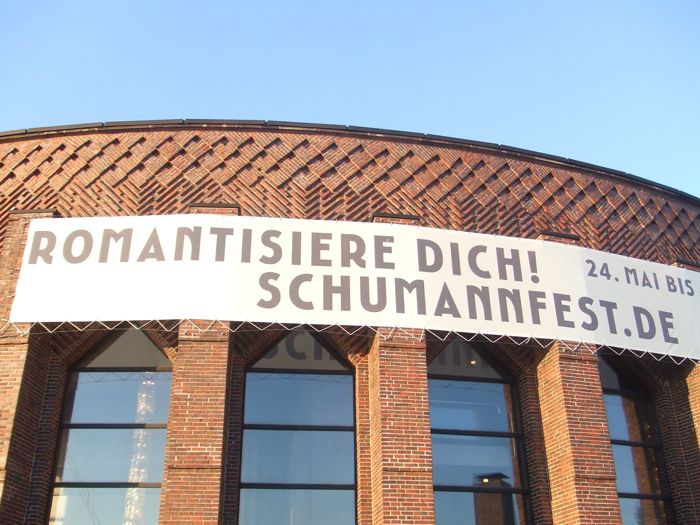 ROMANTISIERE DICH! 24. MAI BIS
SCHUMANNFEST.DE